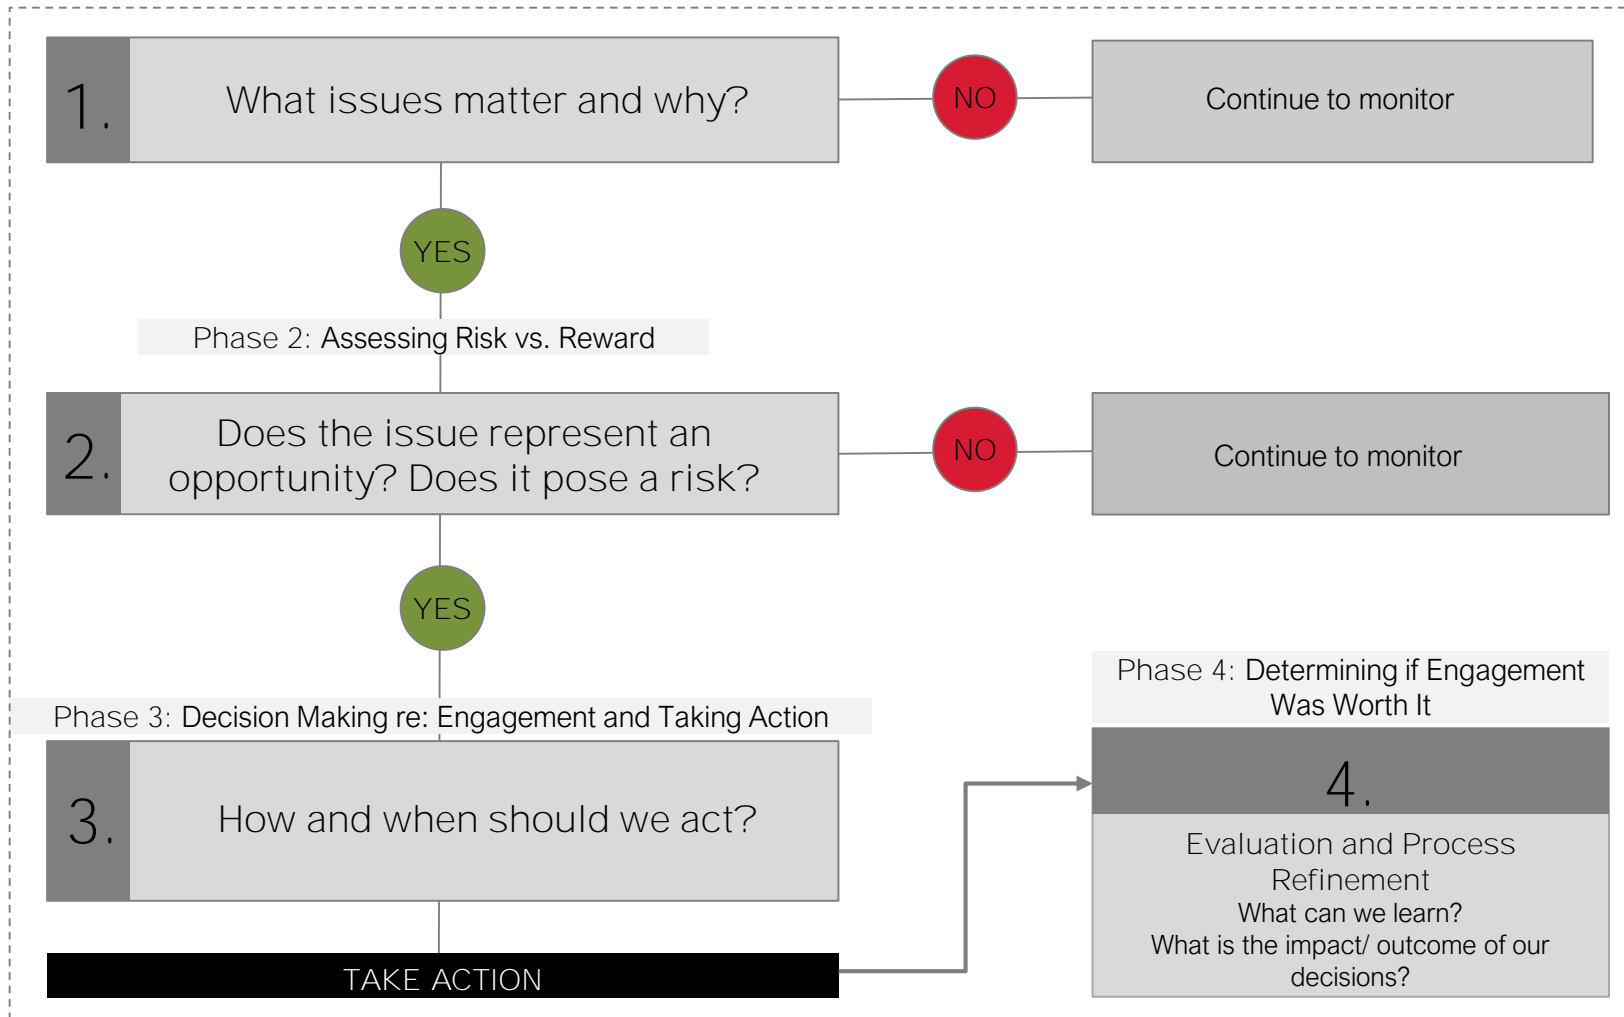 1.
What issues matter and why?
NO
Continue to monitor
YES
Phase 2: Assessing Risk vs. Reward
2.
Does the issue represent an
opportunity? Does it pose a risk?
NO
Continue to monitor
YES
Phase 3: Decision Making re: Engagement and Taking Action
3.
How and when should we act?
TAKE ACTION
Phase 4: Determining if Engagement
Was Worth It
4.
Evaluation and Process
Refinement
What can we learn?
What is the impact/ outcome of our
decisions?